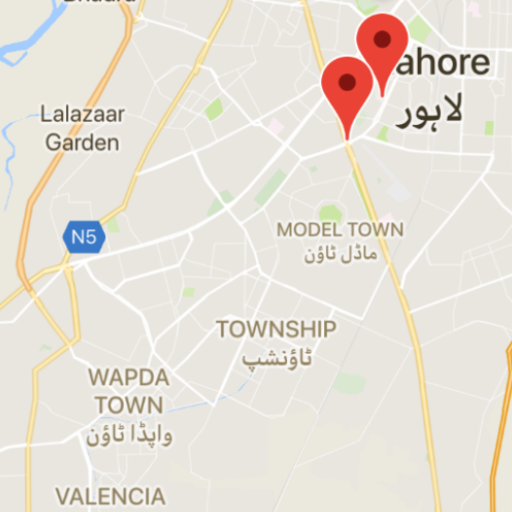 ahore
لاہور
Lalazaar
Garden
N5
MODEL TOWN
ماڈل ٹاؤن
TOWNSHIP
ٹاؤنشپ
WAPDA
TOWN
واپڈا ٹاؤن
VALENCIA